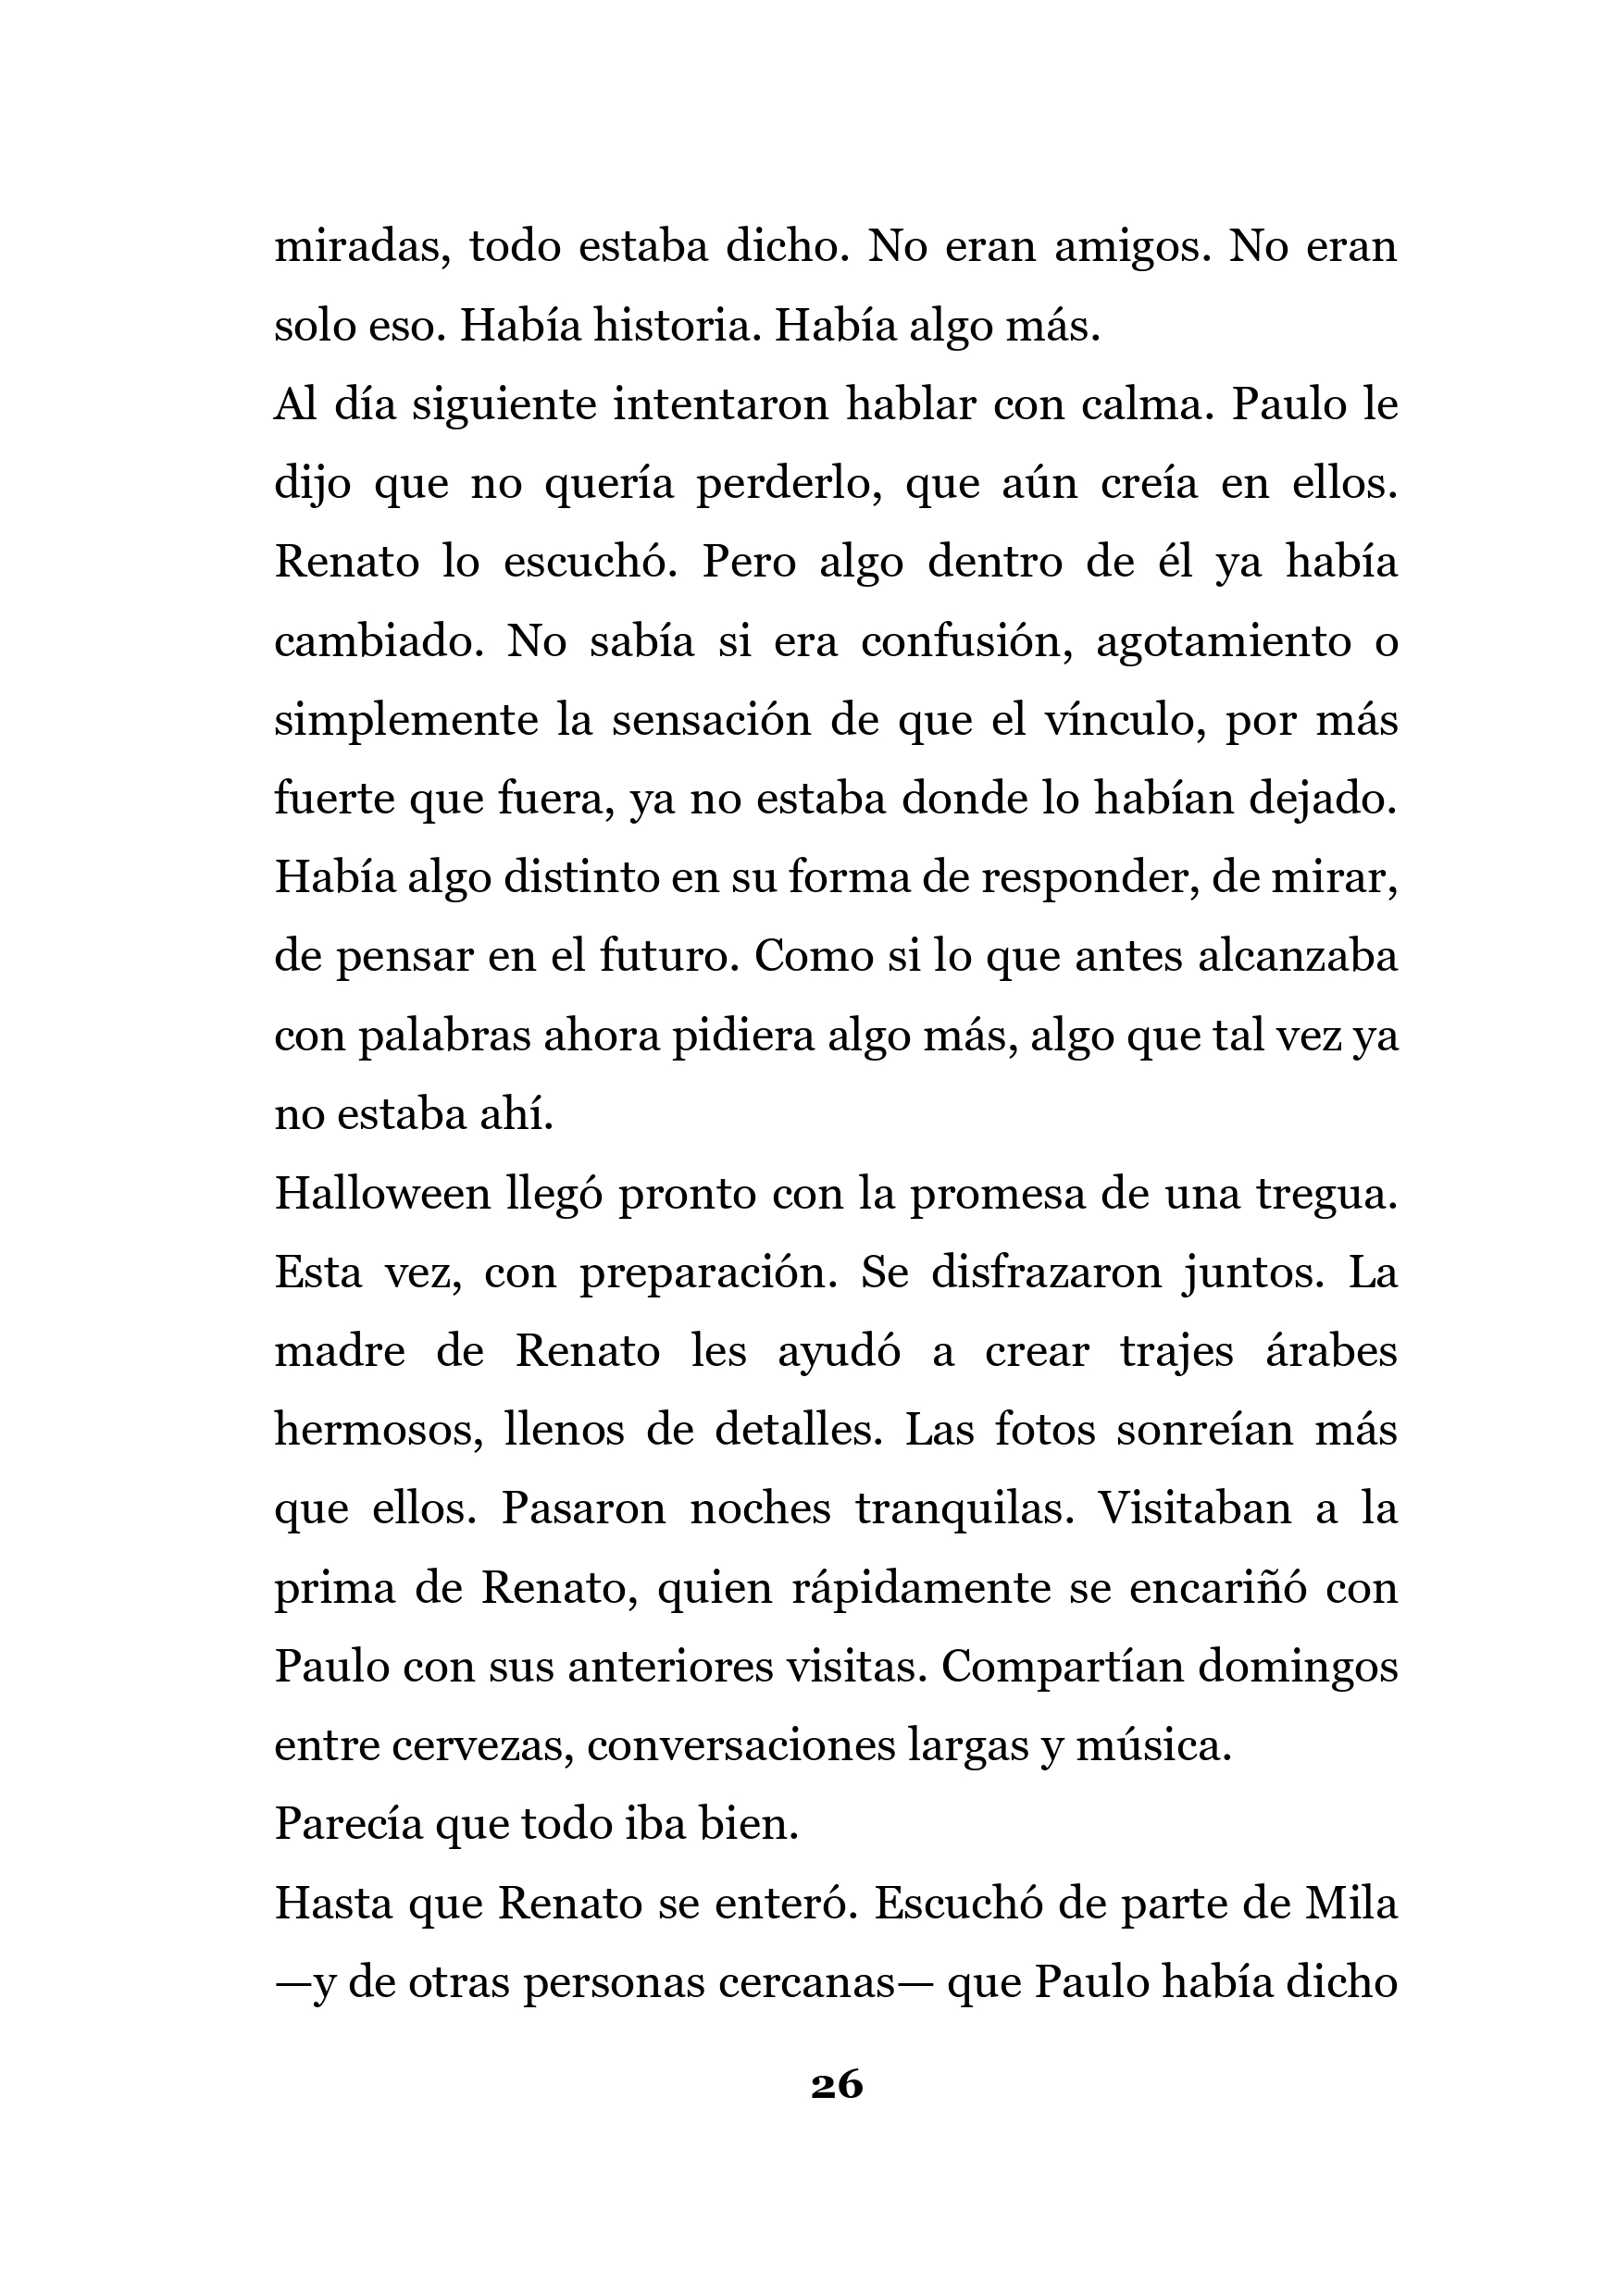 miradas, todo estaba dicho. No eran amigos. No eran
solo eso. Había historia. Había algo más.
Al día siguiente intentaron hablar con calma. Paulo le
dijo que no quería perderlo, que aún creía en ellos.
Renato lo escuchó. Pero algo dentro de él ya había
cambiado. No sabía si era confusión, agotamiento o
simplemente la sensación de que el vínculo, por más
fuerte que fuera, ya no estaba donde lo habían dejado.
Había algo distinto en su forma de responder, de mirar,
de pensar en el futuro. Como si lo que antes alcanzaba
con palabras ahora pidiera algo más, algo que tal vez ya
no estaba ahí.
Halloween llegó pronto con la promesa de una tregua.
Esta vez, con preparación. Se disfrazaron juntos. La
madre de Renato les ayudó a crear trajes árabes
hermosos, llenos de detalles. Las fotos sonreían más
que ellos. Pasaron noches tranquilas. Visitaban a la
prima de Renato, quien rápidamente se encariñó con
Paulo con sus anteriores visitas. Compartían domingos
entre cervezas, conversaciones largas y música.
Parecía que todo iba bien.
Hasta que Renato se enteró. Escuchó de parte de Mila
—y de otras personas cercanas— que Paulo había dicho
26